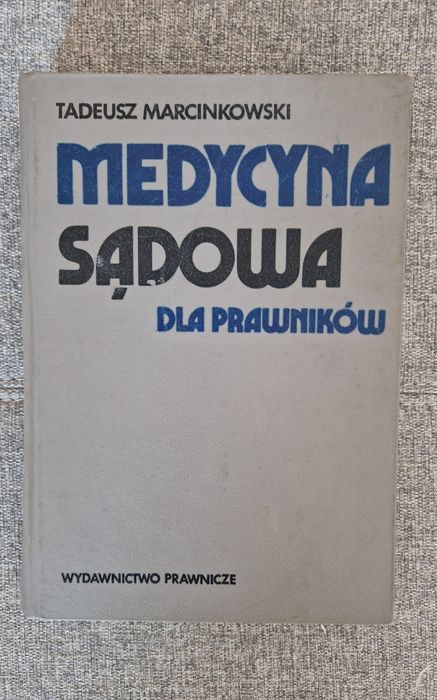 TADEUSZ MARCINKOWSKI
MEDYCYNA
SĄDOWA
DLA PRAWNIKÓW
WYDAWNICTWO PRAWNICZE